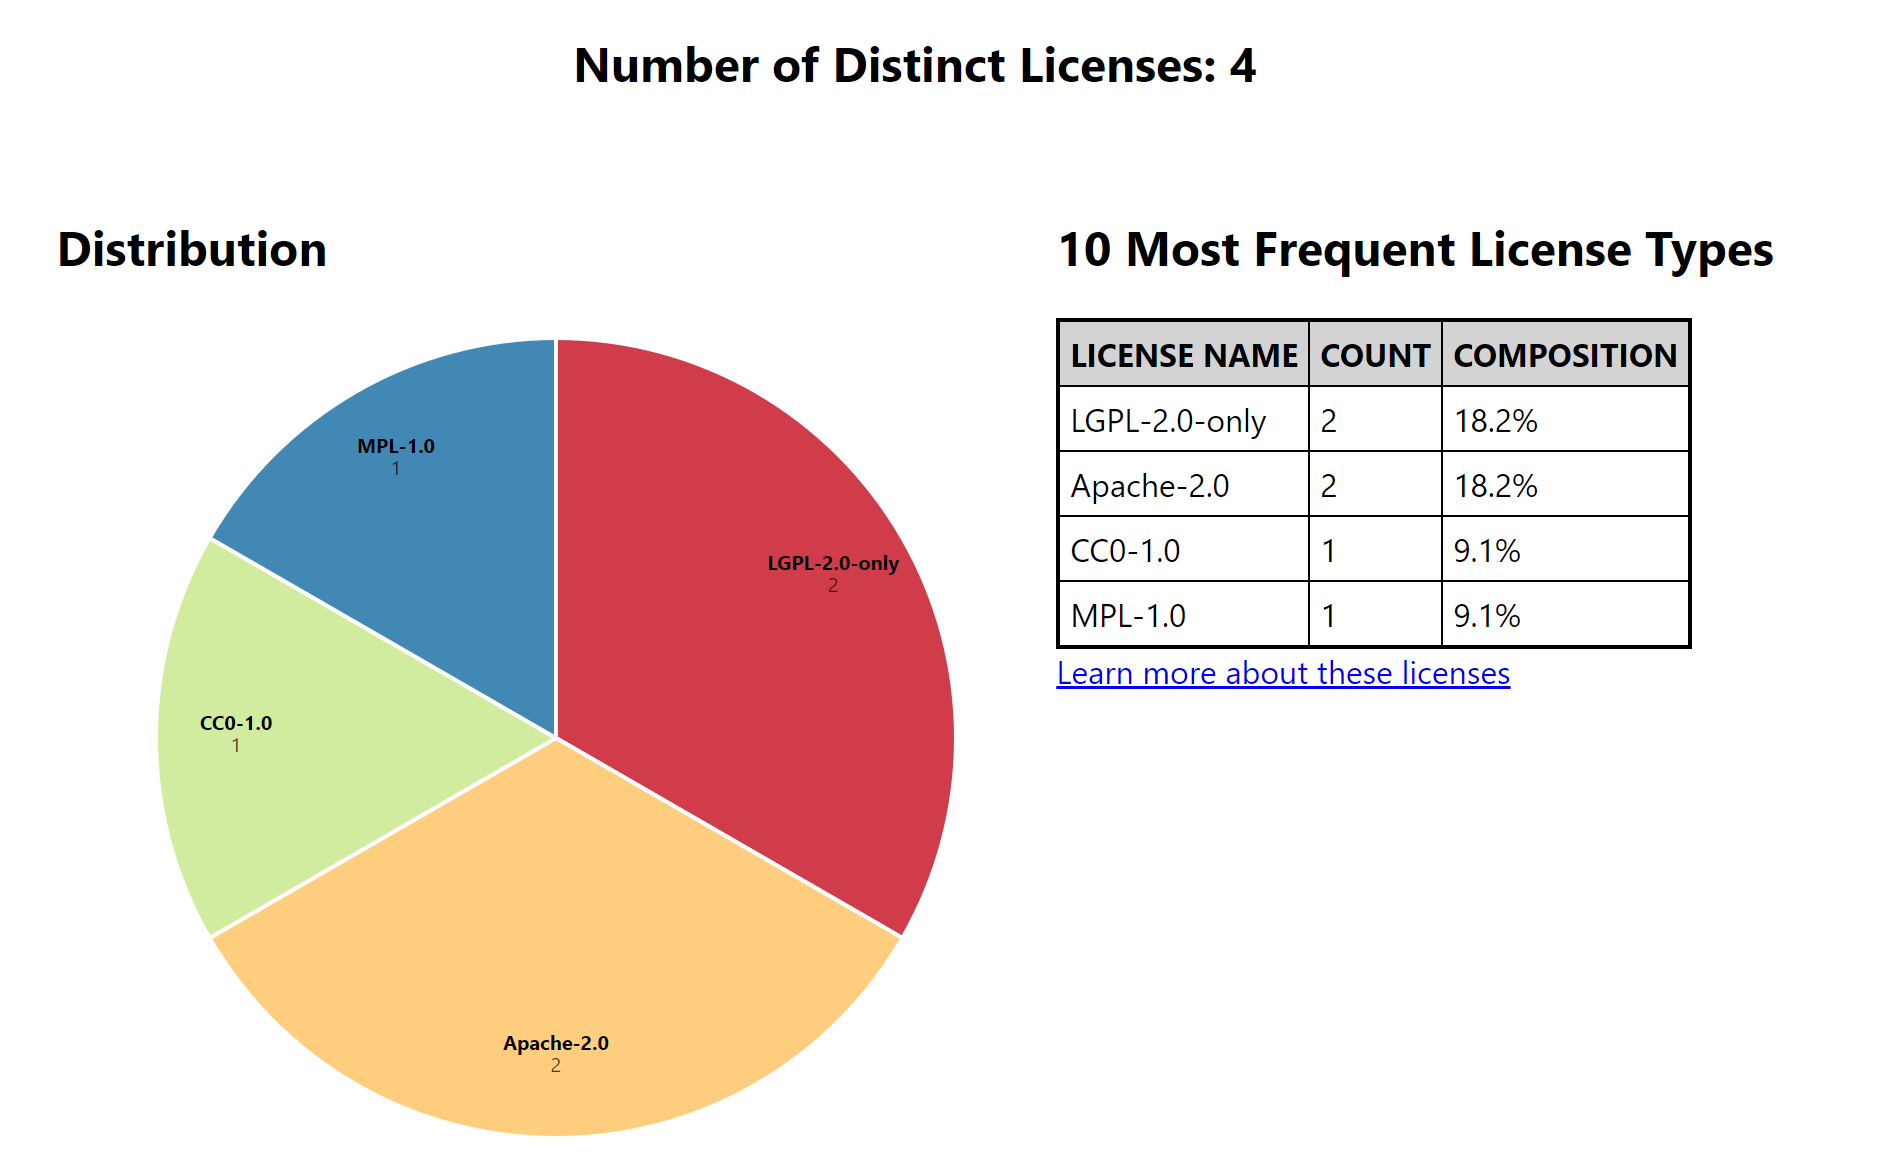 Number of Distinct Licenses: 4
Distribution
MPL-1.0
1
LGPL-2.0-only
2
CC0-1.0
1
Apache-2.0
2
10 Most Frequent License Types
LICENSE NAME COUNT COMPOSITION
LGPL-2.0-only 2 18.2%
Apache-2.0 2 18.2%
CC0-1.0 1 9.1%
MPL-1.0 1 9.1%
Learn more about these licenses